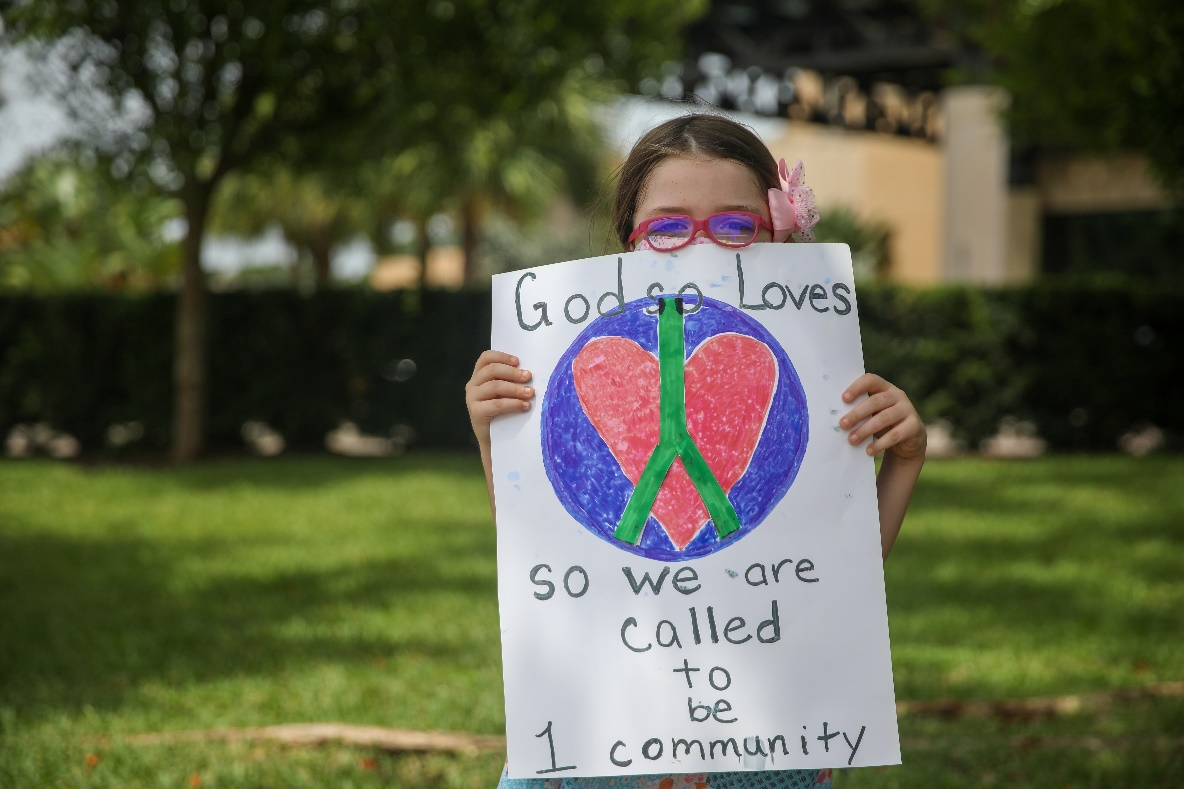 God so Loves
so we are
called
to
be
1 community